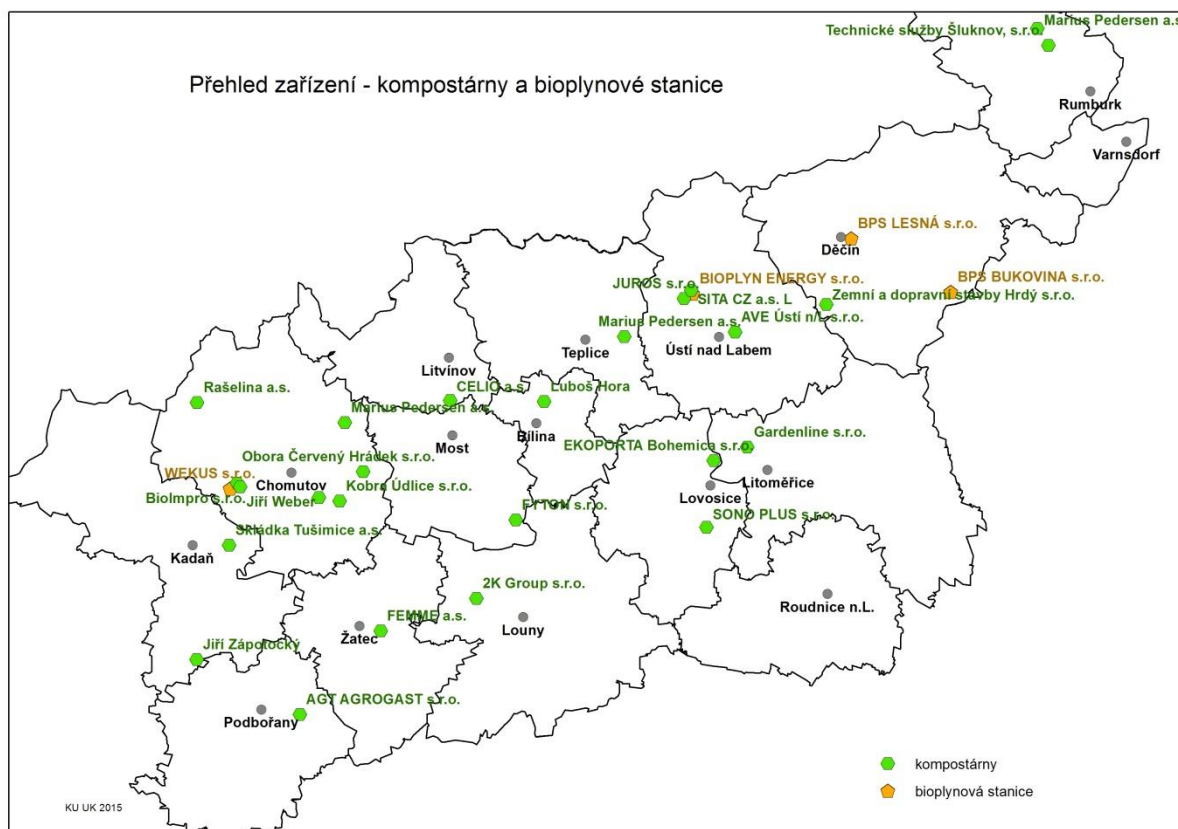 Marius Pedersen a.s.
Technické služby Šluknov, s.r.o.
Přehled zařízení - kompostárny a bioplynové stanice
Rumburk
Varnsdorf
BPS LESNÁ s.r.o.
Děčín
BIOPLYN ENERGY s.r.o.
BPS BUKOVINA s.r.o.
JUROS s.r.o.
SITA CZ a.s. L
Zemní a dopravní stavby Hrdý s.r.o.
Marius Pedersen a.s.
AVE Ústí n/L s.r.o.
Teplice
Ústí nad Labem
Litvínov
Rašelina a.s.
CELIO a.s.
Luboš Hora
Marius Pedersen a.s.
Most
Bílina
Gardenline s.r.o.
EKOPORTA Bohemica s.r.o.
Obora Červený Hrádek s.r.o.
WEKUS s.r.o.
Chomutov
Kobra Údlice s.r.o.
Litoměřice
Lovosice
BioImpro s.r.o.
Jiří Weber
FYTON s.r.o.
SONO PLUS s.r.o.
Skládka Tušimice a.s.
Kadaň
2K Group s.r.o.
Roudnice n.L.
FEMME a.s.
Louny
Žatec
Jiří Zápotocký
AGT AGROGAST s.r.o.
Podbořany
kompostárny
bioplynová stanice
KU UK 2015